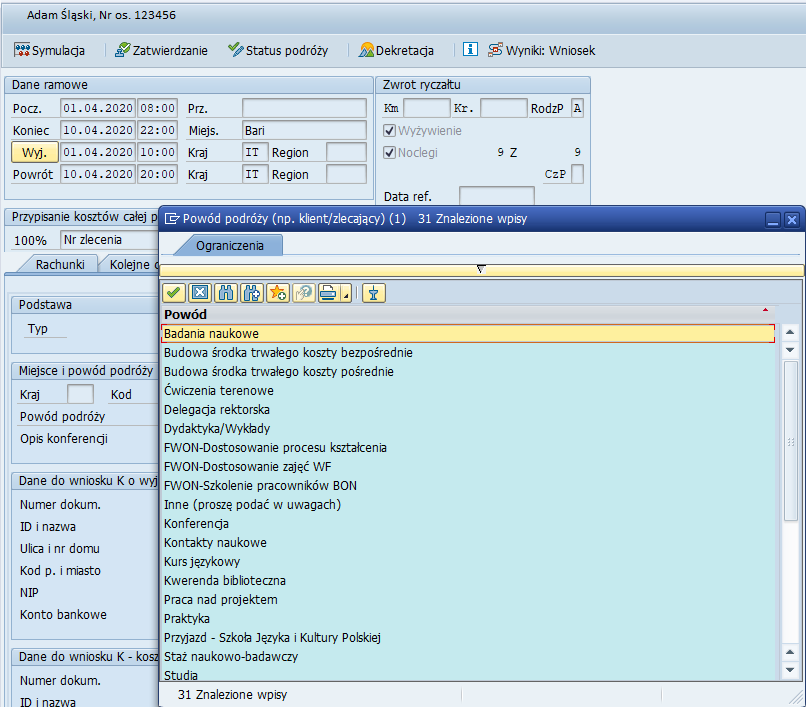 Adam Śląski, Nr os. 123456
Symulacja Zatwierdzanie Status podróży Dekretacja Wyniki: Wniosek
Dane ramowe
Pocz. 01.04.2020 08:00 Prz.
Koniec 10.04.2020 22:00 Miejs. Bari
Wyj. 01.04.2020 10:00 Kraj IT Region
Powrót 10.04.2020 20:00 Kraj IT Region
Zwrot ryczałtu
Km Kr. RodzP A
Wyżywienie
Noclegi 9 Z 9
CzP
Data ref.
Przypisanie kosztów całej p
100% Nr zlecenia
Rachunki Kolejne
Podstawa
Typ
Miejsce i powód podróży
Kraj Kod
Powód podróży
Opis konferencji
Dane do wniosku K o wyj
Numer dokum.
ID i nazwa
Ulica i nr domu
Kod p. i miasto
NIP
Konto bankowe
Dane do wniosku K - kosz
Numer dokum.
ID i nazwa
Powód podróży (np. klient/zlecający) (1) 31 Znalezione wpisy
Ograniczenia
Powód
Badania naukowe
Budowa środka trwałego koszty bezpośrednie
Budowa środka trwałego koszty pośrednie
Ćwiczenia terenowe
Delegacja rektorska
Dydaktyka/Wykłady
FWON-Dostosowanie procesu kształcenia
FWON-Dostosowanie zajęć WF
FWON-Szkolenie pracowników BON
Inne (proszę podać w uwagach)
Konferencja
Kontakty naukowe
Kurs językowy
Kwerenda biblioteczna
Praca nad projektem
Praktyka
Przyjazd - Szkoła Języka i Kultury Polskiej
Staż naukowo-badawczy
Studia
31 Znalezione wpisy